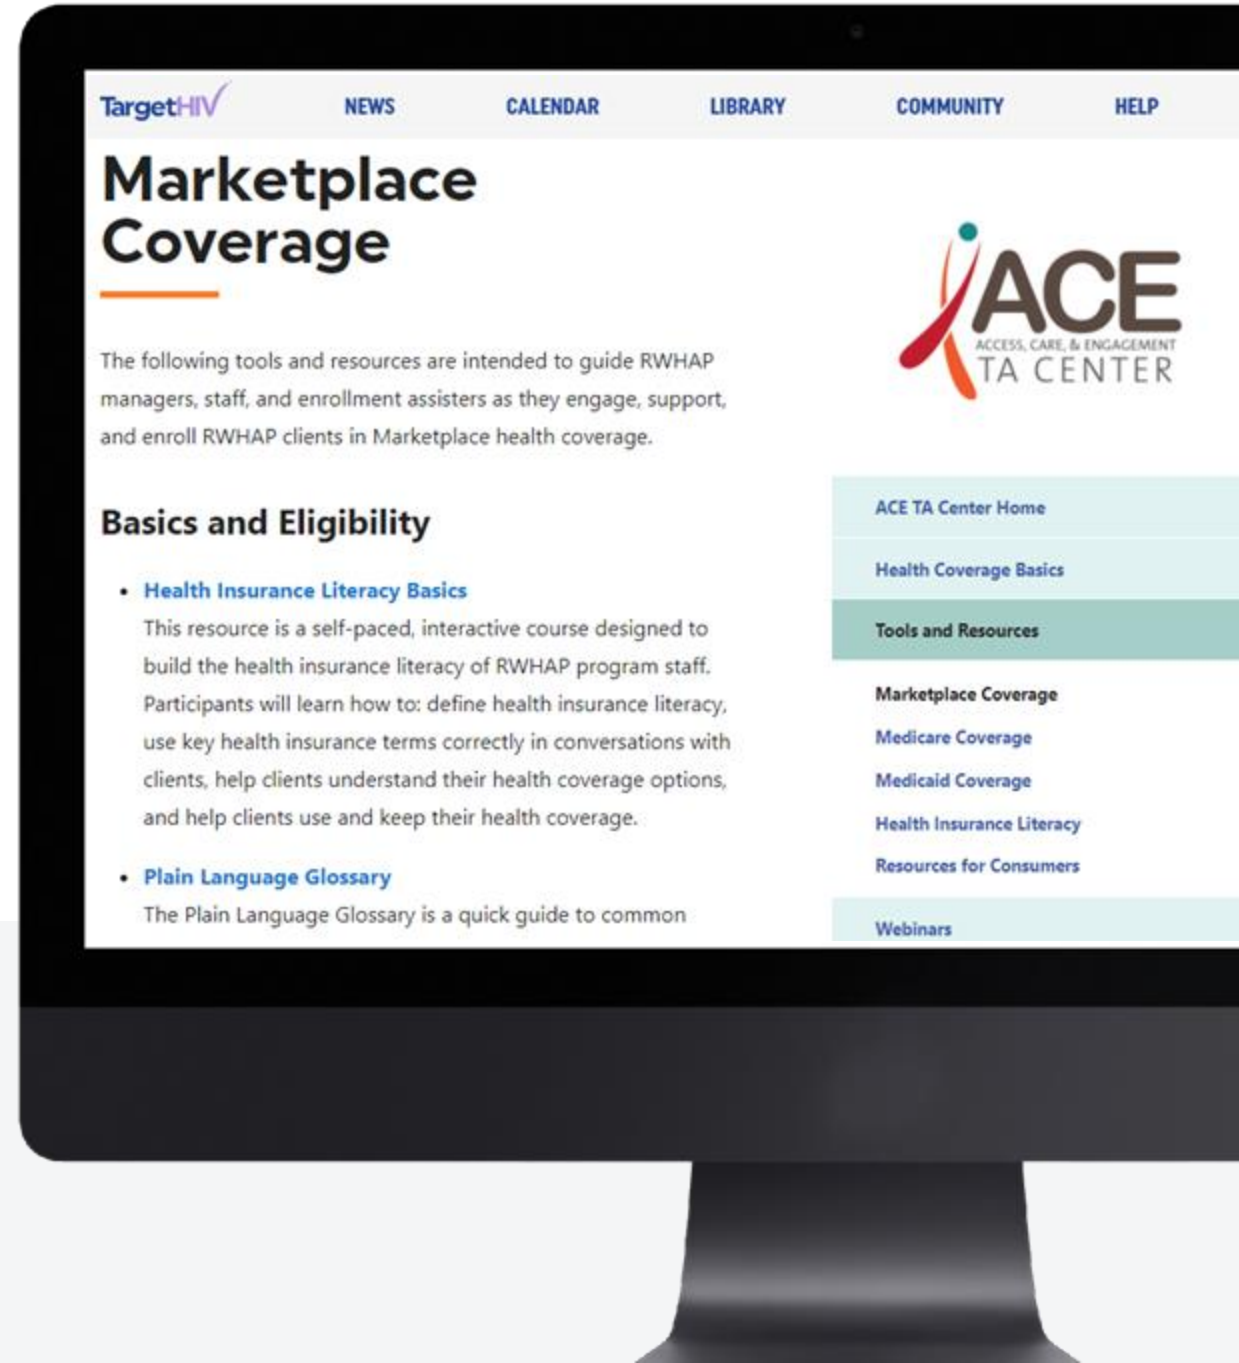 TargetHIV NEWS CALENDAR LIBRARY COMMUNITY HELP
Marketplace
Coverage
The following tools and resources are intended to guide RWHAP
managers, staff, and enrollment assisters as they engage, support,
and enroll RWHAP clients in Marketplace health coverage.
Basics and Eligibility
• Health Insurance Literacy Basics
This resource is a self-paced, interactive course designed to
build the health insurance literacy of RWHAP program staff.
Participants will learn how to: define health insurance literacy,
use key health insurance terms correctly in conversations with
clients, help clients understand their health coverage options,
and help clients use and keep their health coverage.
• Plain Language Glossary
The Plain Language Glossary is a quick guide to common
ACE
ACCESS, CARE, & ENGAGEMENT
TA CENTER
ACE TA Center Home
Health Coverage Basics
Tools and Resources
Marketplace Coverage
Medicare Coverage
Medicaid Coverage
Health Insurance Literacy
Resources for Consumers
Webinars